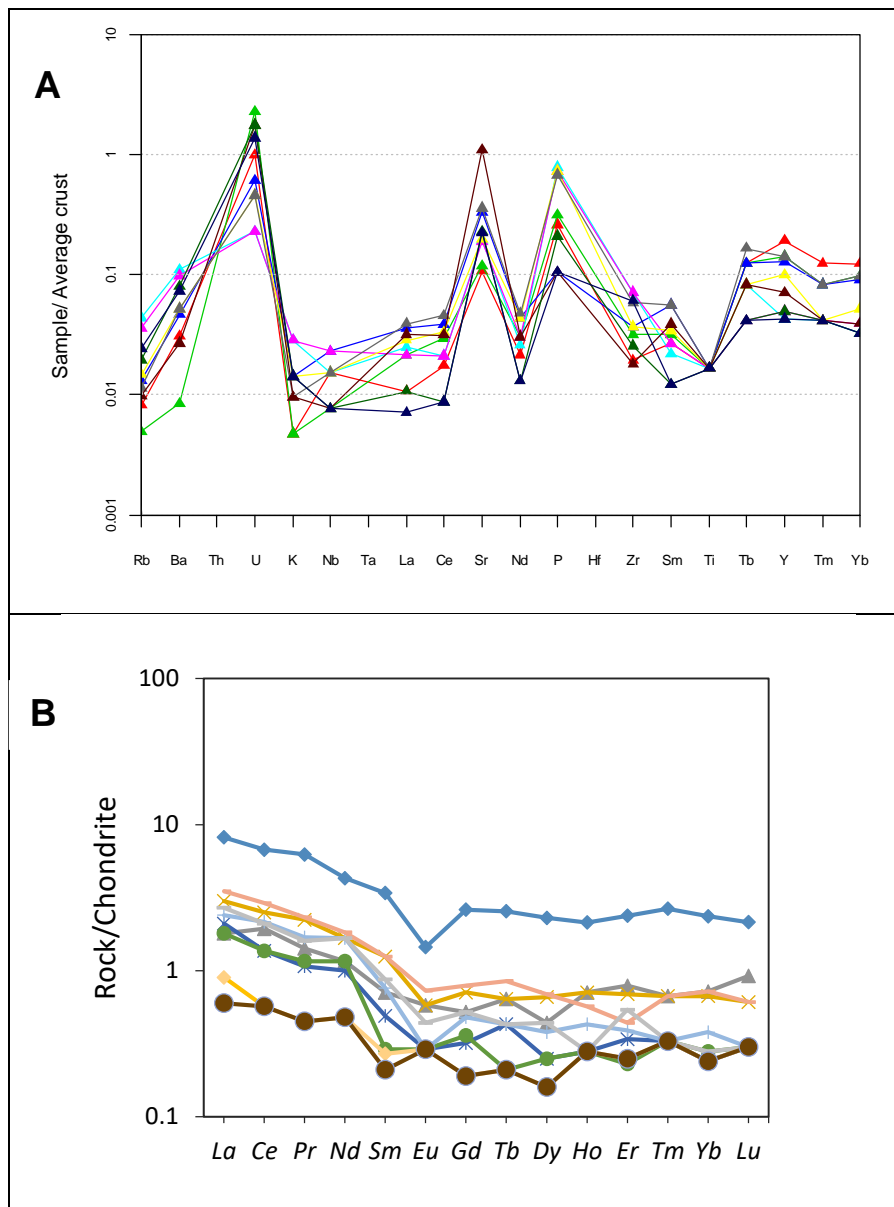 A
Sample/ Average crust
10
1
0.1
0.01
0.001
Rb Ba Th U K Nb Ta La Ce Sr Nd P Hf Zr Sm Ti Tb Y Tm Yb
B
Rock/Chondrite
100
10
1
0.1
La Ce Pr Nd Sm Eu Gd Tb Dy Ho Er Tm Yb Lu